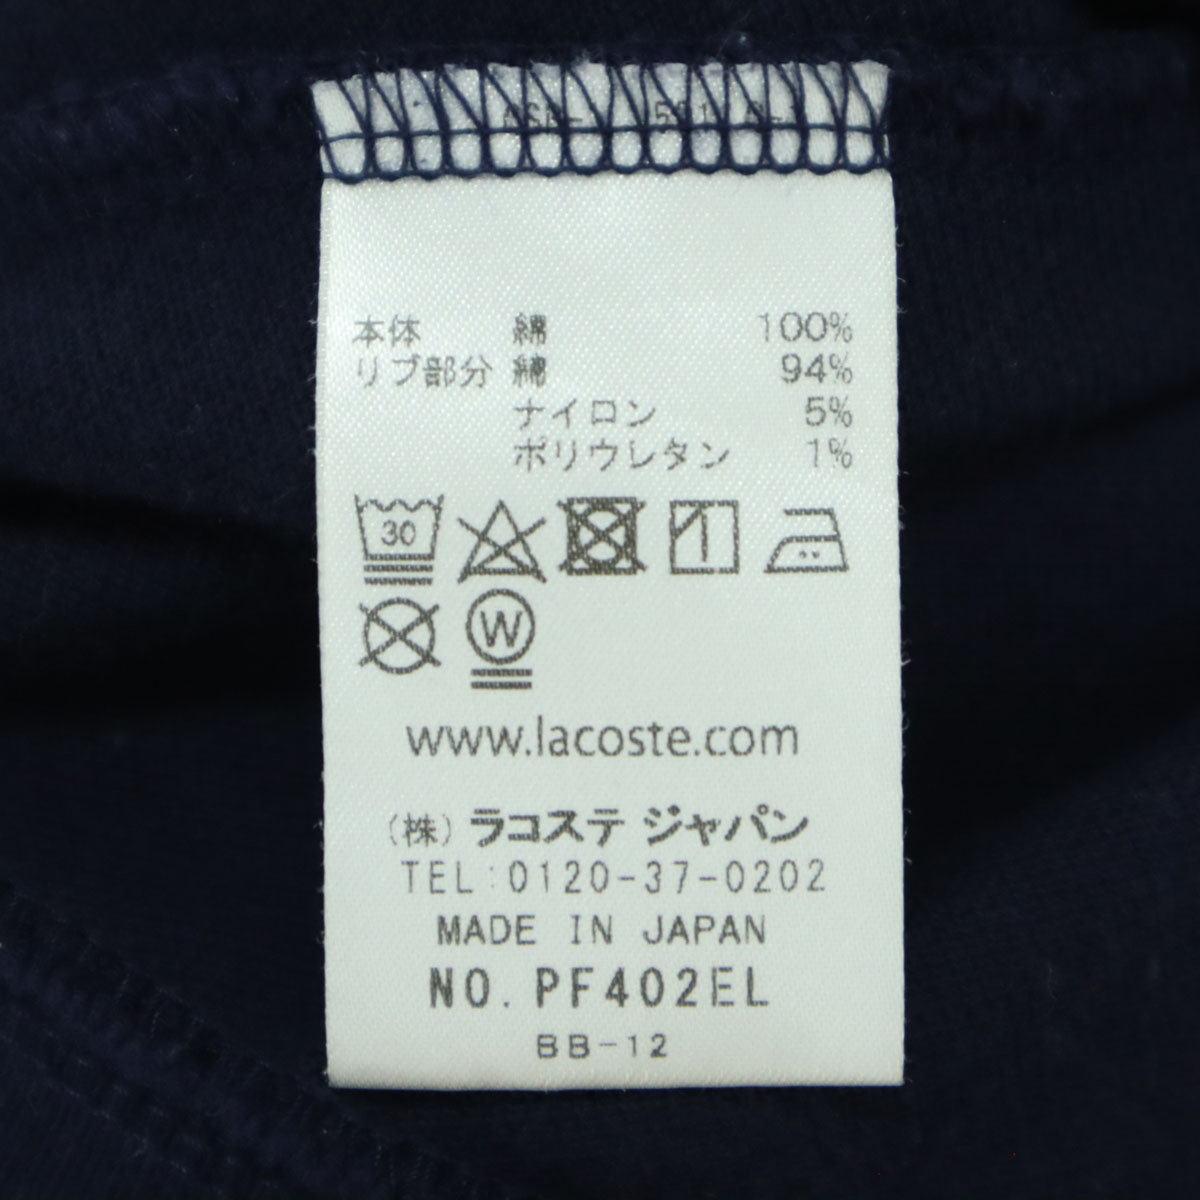 本体 綿 100%
リブ部分 綿 94%
ナイロン 5%
ポリウレタン 1%
30
W
www.lacoste.com
(株) ラコステ ジャパン
TEL:0120-37-0202
MADE IN JAPAN
NO. PF402EL
BB-12